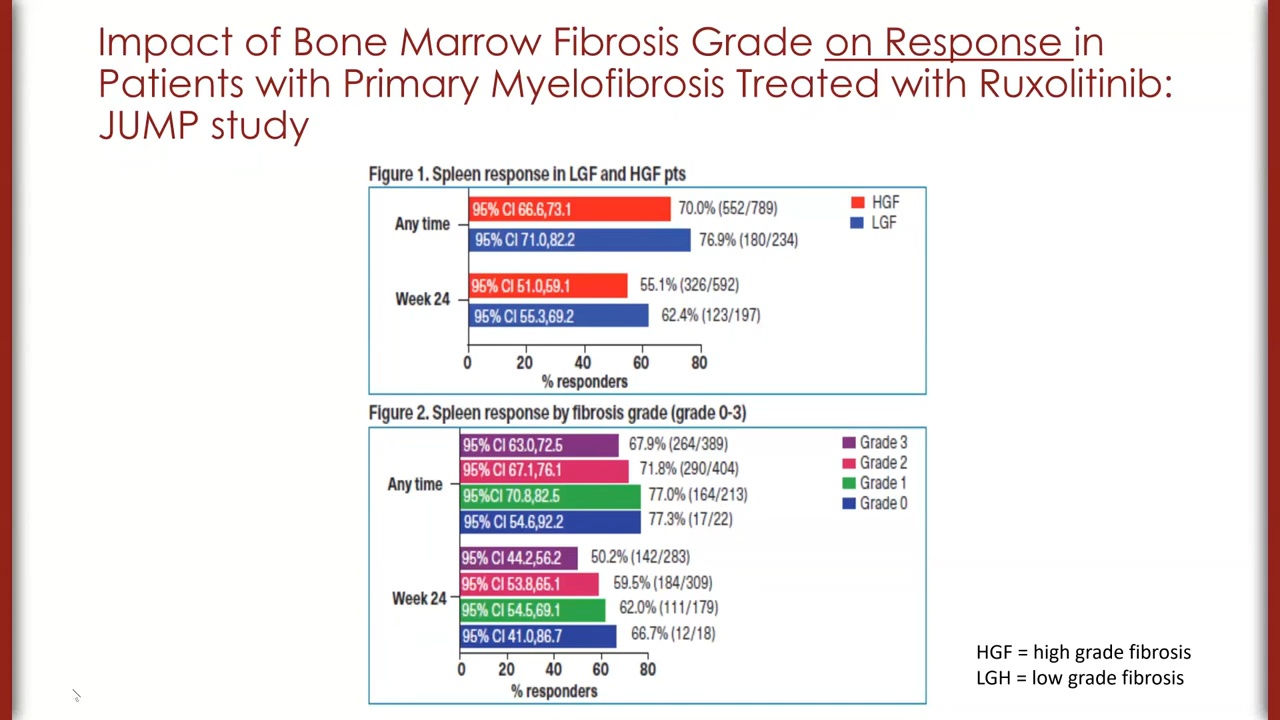 Impact of Bone Marrow Fibrosis Grade on Response in
Patients with Primary Myelofibrosis Treated with Ruxolitinib:
JUMP study
Figure 1. Spleen response in LGF and HGF pts
HGF
LGF
Any time
95% CI 66.6,73.1
70.0% (552/789)
95% CI 71.0,82.2
76.9% (180/234)
Week 24
95% CI 51.0,59.1
55.1% (326/592)
95% CI 55.3,69.2
62.4% (123/197)
0 20 40 60 80
% responders
Figure 2. Spleen response by fibrosis grade (grade 0-3)
Grade 3
Grade 2
Grade 1
Grade 0
Any time
95% CI 63.0,72.5
67.9% (264/389)
95% CI 67.1,76.1
71.8% (290/404)
95%CI 70.8,82.5
77.0% (164/213)
95% CI 54.6,92.2
77.3% (17/22)
Week 24
95% CI 44.2,56.2
50.2% (142/283)
95% CI 53.8,65.1
59.5% (184/309)
95% CI 54.5,69.1
62.0% (111/179)
95% CI 41.0,86.7
66.7% (12/18)
0 20 40 60 80
% responders
HGF = high grade fibrosis
LGH = low grade fibrosis